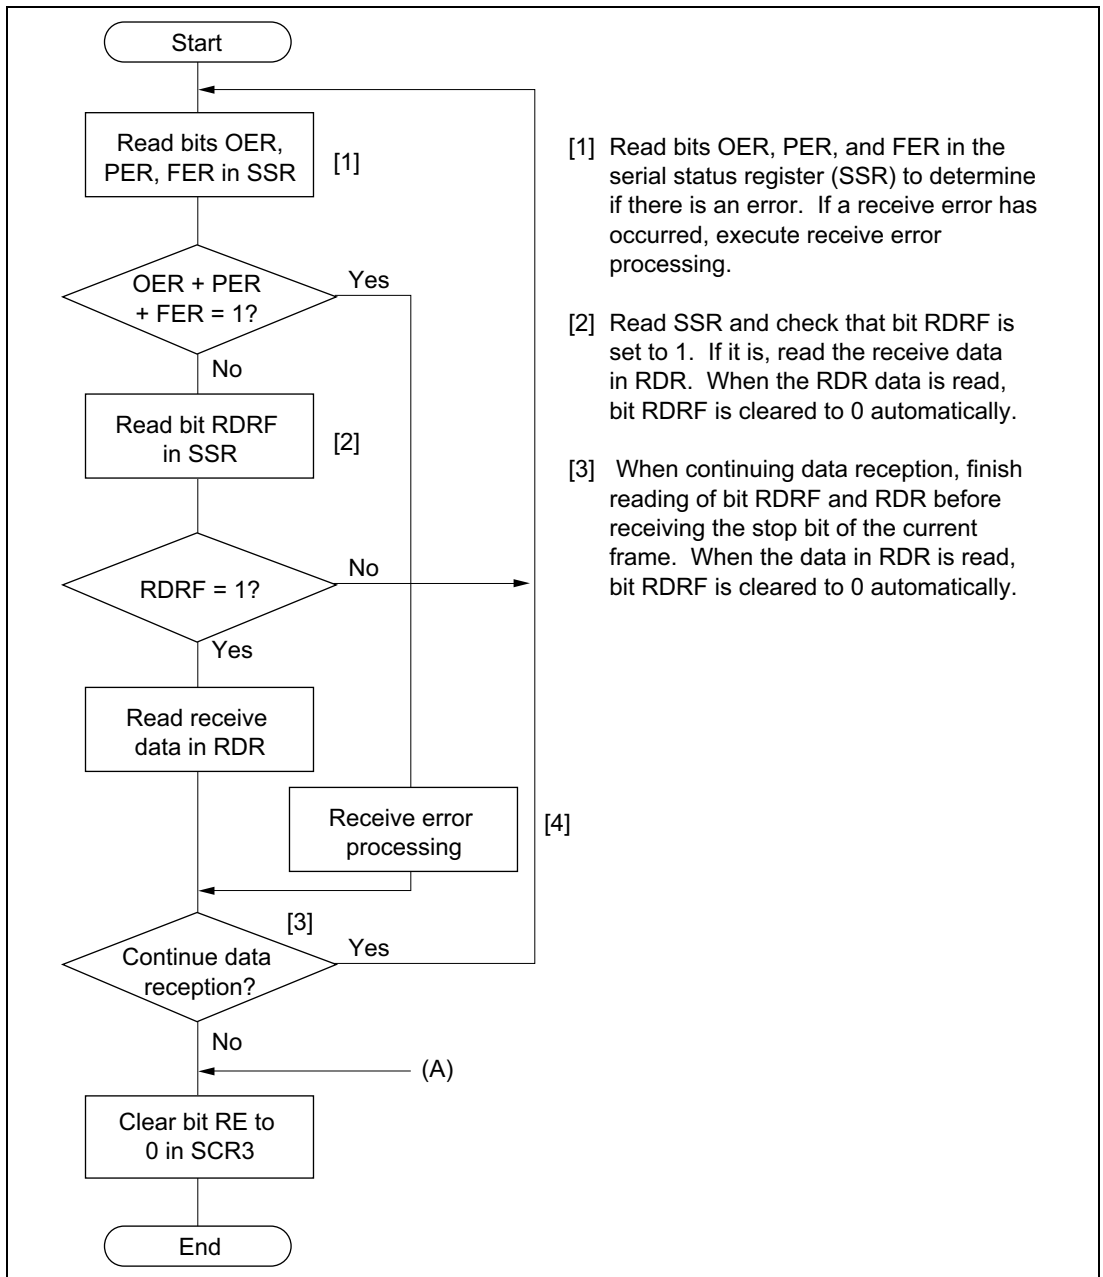 Start
Read bits OER,
PER, FER in SSR
[1]
OER + PER
+ FER = 1?
Yes
No
Read bit RDRF
in SSR
[2]
RDRF = 1?
No
Yes
Read receive
data in RDR
Receive error
processing
[4]
[3]
Continue data
reception?
Yes
No
(A)
Clear bit RE to
0 in SCR3
End
[1] Read bits OER, PER, and FER in the
serial status register (SSR) to determine
if there is an error. If a receive error has
occurred, execute receive error
processing.
[2] Read SSR and check that bit RDRF is
set to 1. If it is, read the receive data
in RDR. When the RDR data is read,
bit RDRF is cleared to 0 automatically.
[3] When continuing data reception, finish
reading of bit RDRF and RDR before
receiving the stop bit of the current
frame. When the data in RDR is read,
bit RDRF is cleared to 0 automatically.